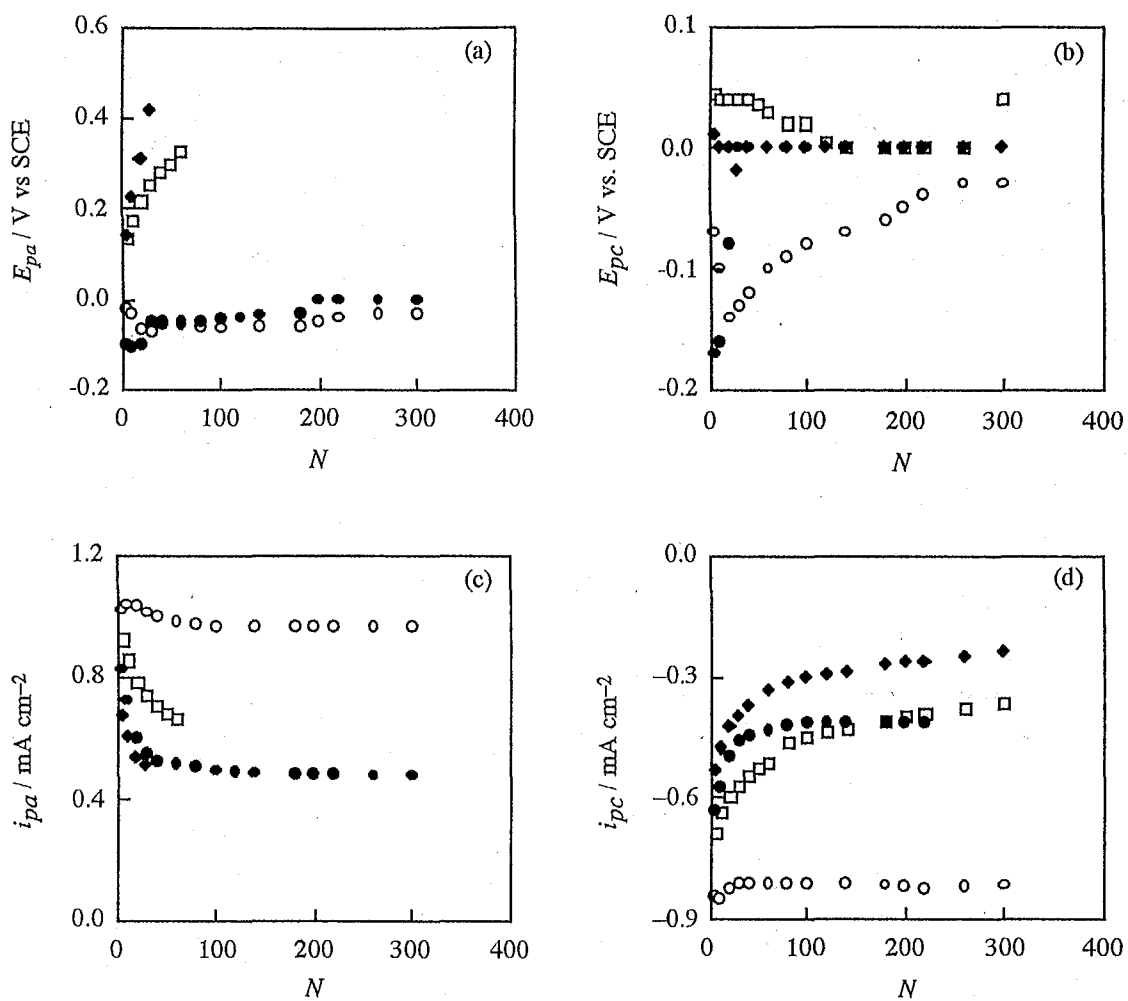 (a)
0.6
0.4
0.2
0.0
-0.2
E_pa / V vs SCE
0 100 200 300 400
N
(b)
0.1
0.0
-0.1
-0.2
E_pc / V vs. SCE
0 100 200 300 400
N
(c)
1.2
0.8
0.4
0.0
i_pa / mA cm⁻²
0 100 200 300 400
N
(d)
0.0
−0.3
−0.6
−0.9
i_pc / mA cm⁻²
0 100 200 300 400
N